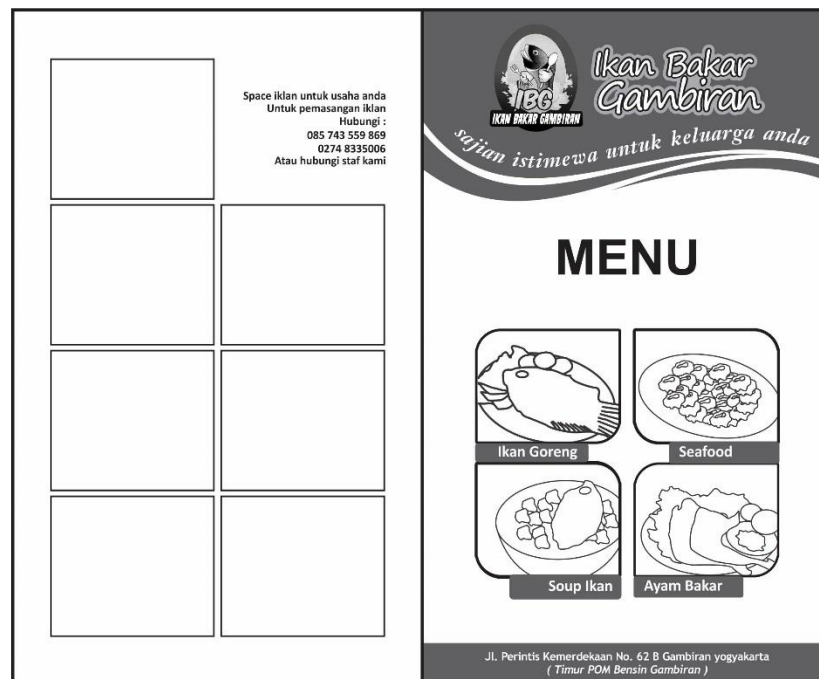 Space iklan untuk usaha anda
Untuk pemasangan iklan
Hubungi :
085 743 559 869
0274 8335006
Atau hubungi staf kami
IBG
IKAN BAKAR GAMBIRAN
Ikan Bakar
Gambiran
sajian istimewa untuk keluarga anda
MENU
Ikan Goreng
Seafood
Soup Ikan
Ayam Bakar
Jl. Perintis Kemerdekaan No. 62 B Gambiran yogyakarta
( Timur POM Bensin Gambiran )